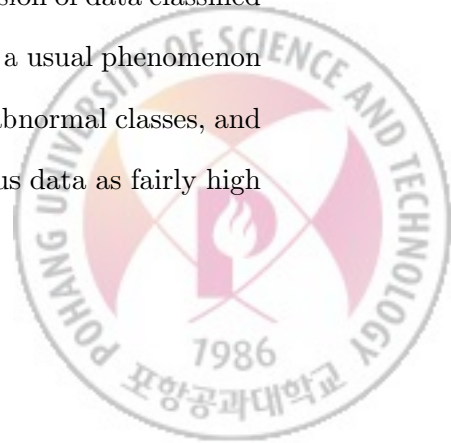 sion of data classified
a usual phenomenon
abnormal classes, and
us data as fairly high
POHANG UNIVERSITY OF SCIENCE AND TECHNOLOGY
1986
포항공과대학교